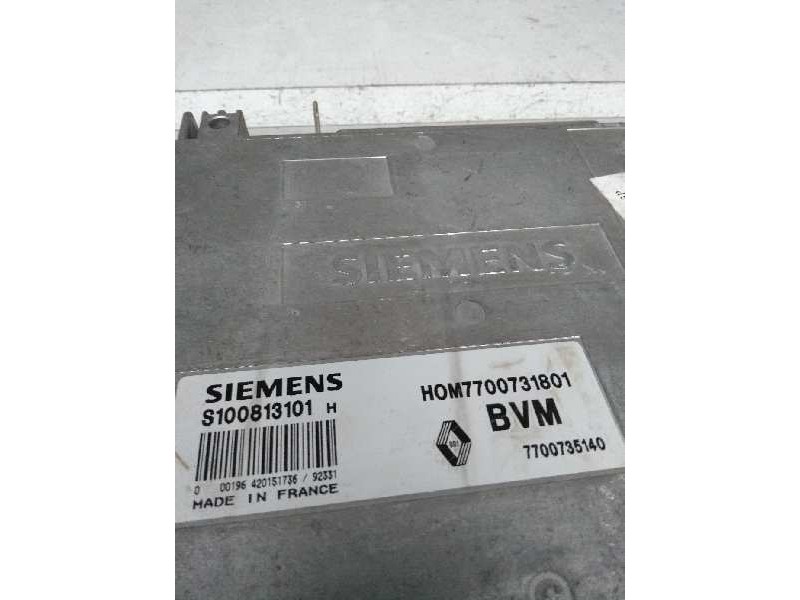 SIEMENS
SIEMENS
S100813101 H
0 00196 420151736 / 92331
MADE IN FRANCE
HOM7700731801
BVM
7700735140